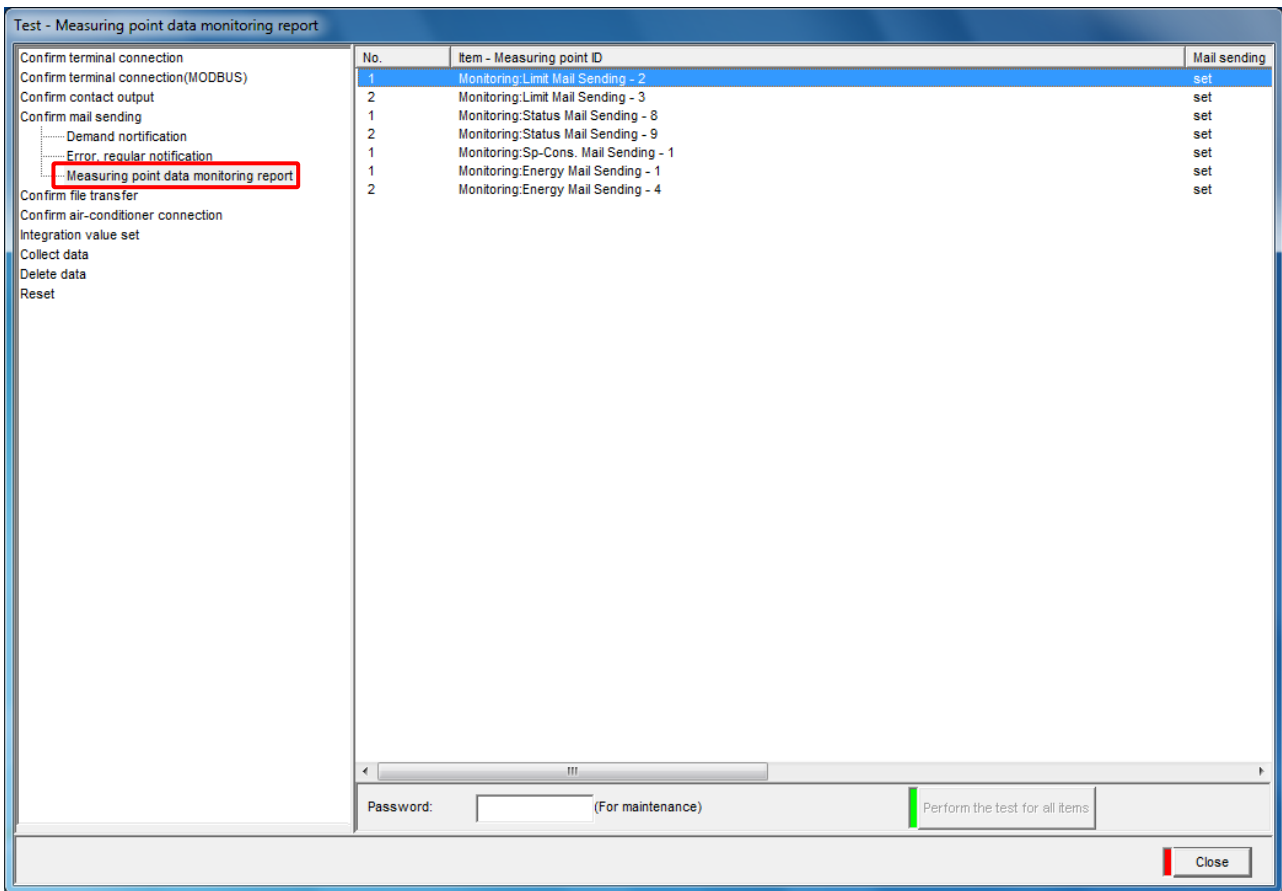 Test - Measuring point data monitoring report
Confirm terminal connection
Confirm terminal connection(MODBUS)
Confirm contact output
Confirm mail sending
Demand nortification
Error, regular notification
Measuring point data monitoring report
Confirm file transfer
Confirm air-conditioner connection
Integration value set
Collect data
Delete data
Reset
No. Item - Measuring point ID Mail sending
1 Monitoring:Limit Mail Sending - 2 set
2 Monitoring:Limit Mail Sending - 3 set
1 Monitoring:Status Mail Sending - 8 set
2 Monitoring:Status Mail Sending - 9 set
1 Monitoring:Sp-Cons. Mail Sending - 1 set
1 Monitoring:Energy Mail Sending - 1 set
2 Monitoring:Energy Mail Sending - 4 set
Password: (For maintenance) Perform the test for all items
Close